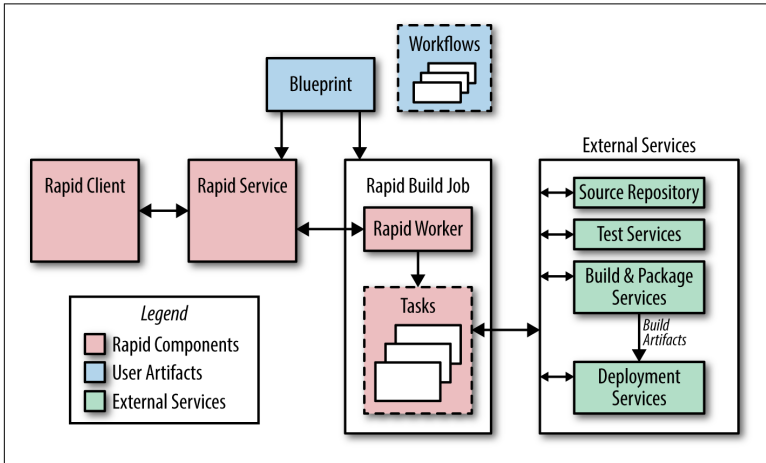 Workflows
Blueprint
External Services
Rapid Client
Rapid Service
Rapid Build Job
Source Repository
Rapid Worker
Test Services
Build & Package
Services
Tasks
Build
Artifacts
Deployment
Services
Legend
Rapid Components
User Artifacts
External Services